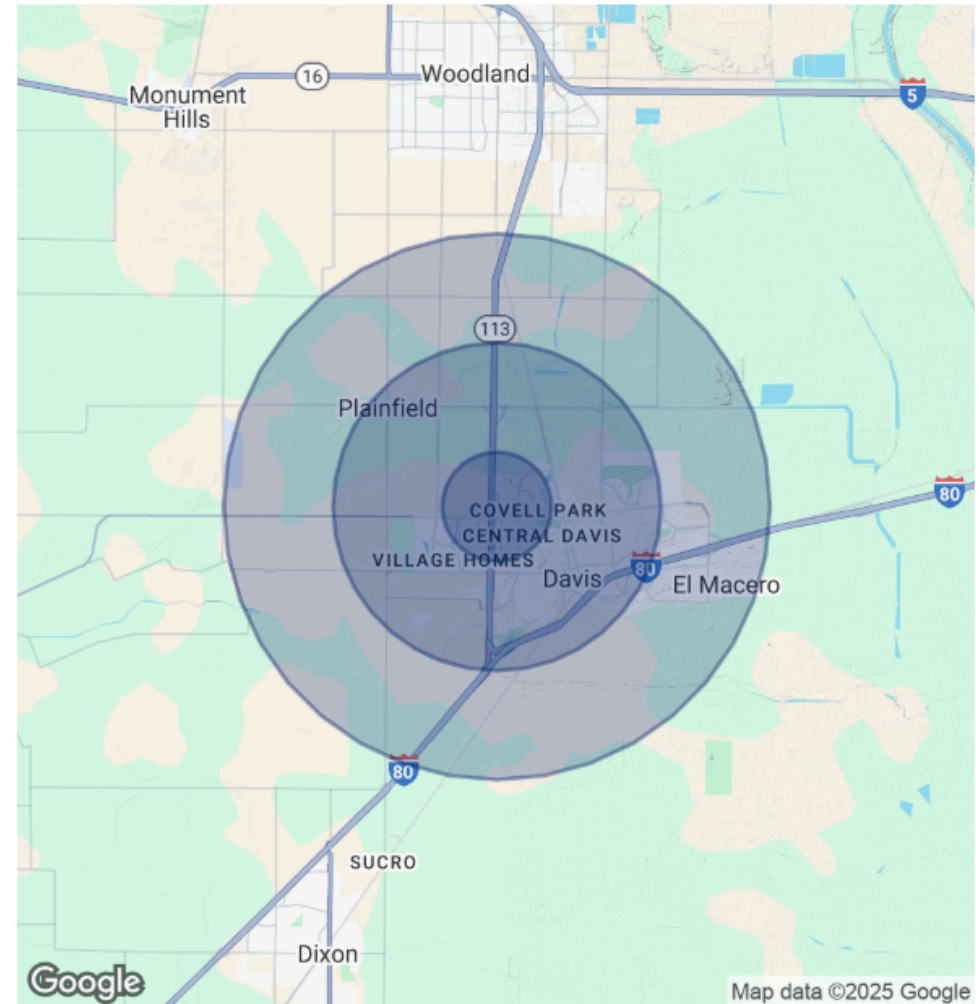 16
Woodland
Monument
Hills
5
113
Plainfield
80
COVELL PARK
CENTRAL DAVIS
VILLAGE HOMES
Davis
80
El Macero
80
SUCRO
Dixon
Google
Map data ©2025 Google